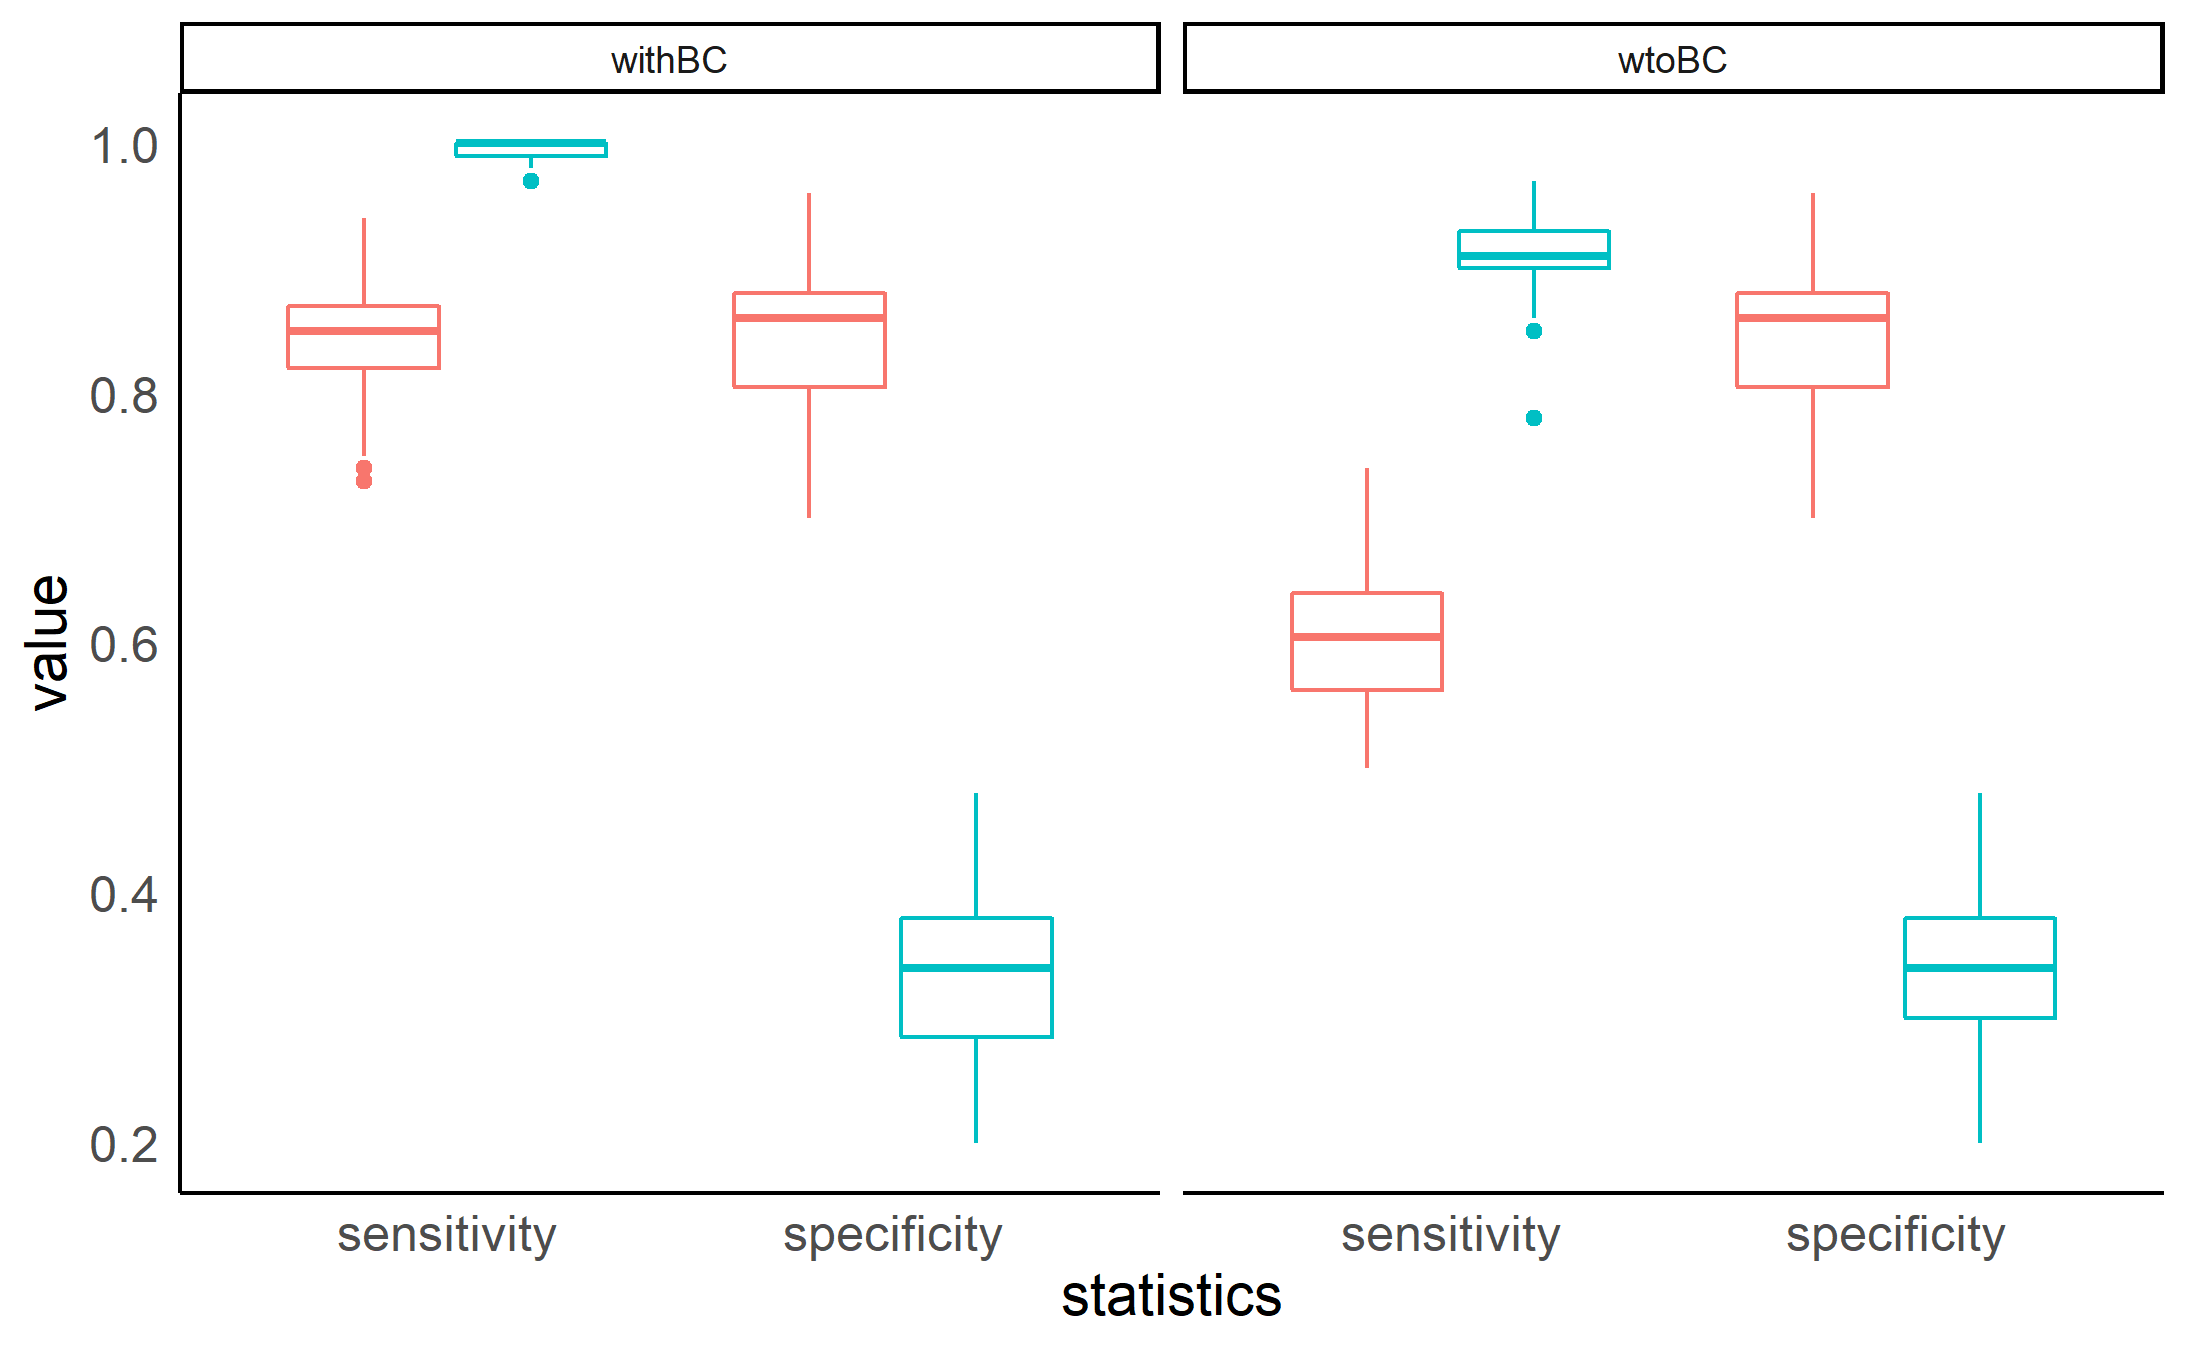 withBC
wtoBC
1.0
0.8
0.6
0.4
0.2
value
sensitivity
specificity
sensitivity
specificity
statistics